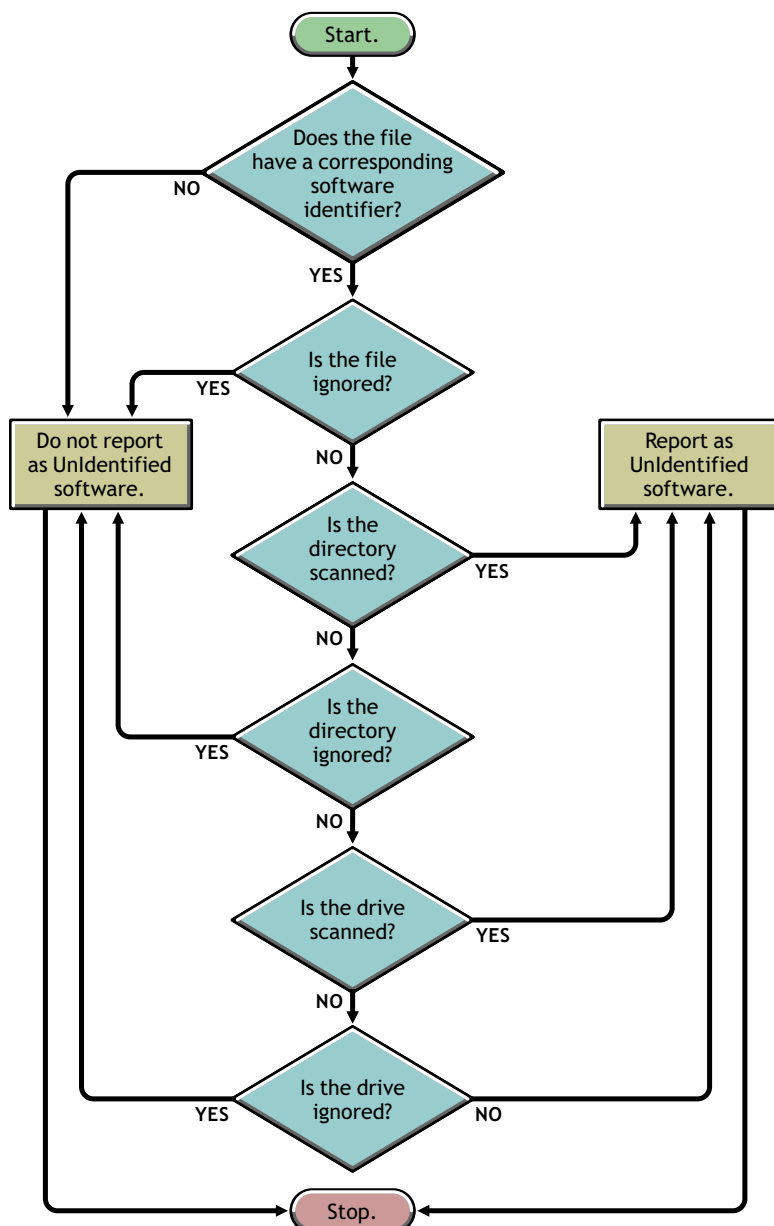 Start.
Does the file
have a corresponding
software
identifier?
NO
YES
Is the file
ignored?
YES
NO
Do not report
as UnIdentified
software.
Report as
UnIdentified
software.
Is the
directory
scanned?
YES
NO
Is the
directory
ignored?
YES
NO
Is the drive
scanned?
YES
NO
Is the drive
ignored?
YES
NO
Stop.